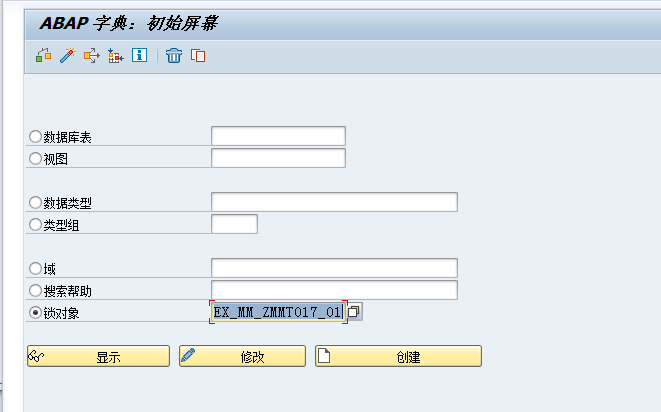 ABAP 字典：初始屏幕
数据库表
视图
数据类型
类型组
域
搜索帮助
锁对象 EX_MM_ZMMT017_01
显示 修改 创建